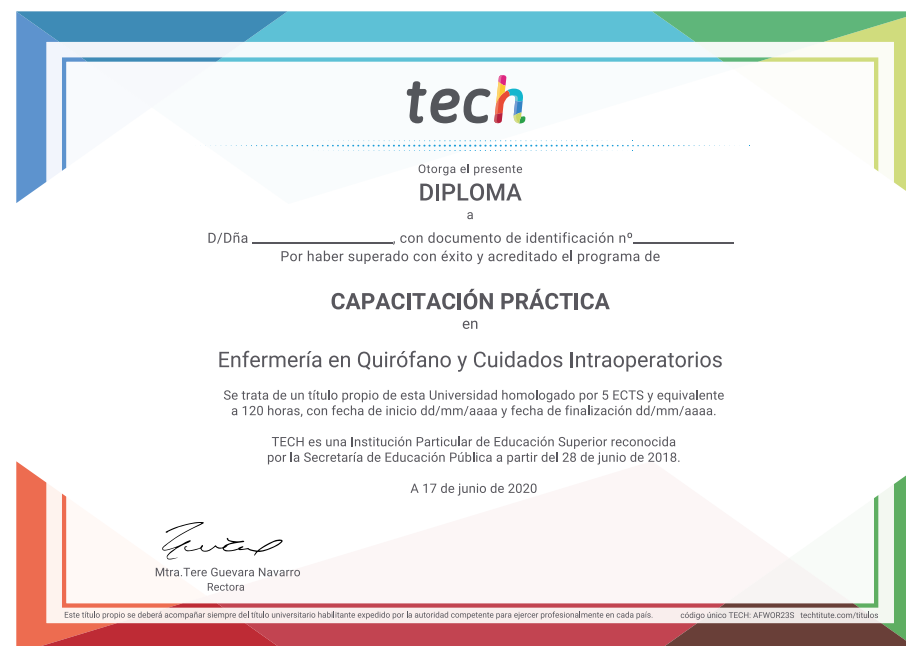 tech
Otorga el presente
DIPLOMA
a
D/Dña ____________________, con documento de identificación nº______________
Por haber superado con éxito y acreditado el programa de
CAPACITACIÓN PRÁCTICA
en
Enfermería en Quirófano y Cuidados Intraoperatorios
Se trata de un título propio de esta Universidad homologado por 5 ECTS y equivalente
a 120 horas, con fecha de inicio dd/mm/aaaa y fecha de finalización dd/mm/aaaa.
TECH es una Institución Particular de Educación Superior reconocida
por la Secretaría de Educación Pública a partir del 28 de junio de 2018.
A 17 de junio de 2020
Mtra.Tere Guevara Navarro
Rectora
Este título propio se deberá acompañar siempre del título universitario habilitante expedido por la autoridad competente para ejercer profesionalmente en cada país. código único TECH: AFWOR23S techtitute.com/titulos